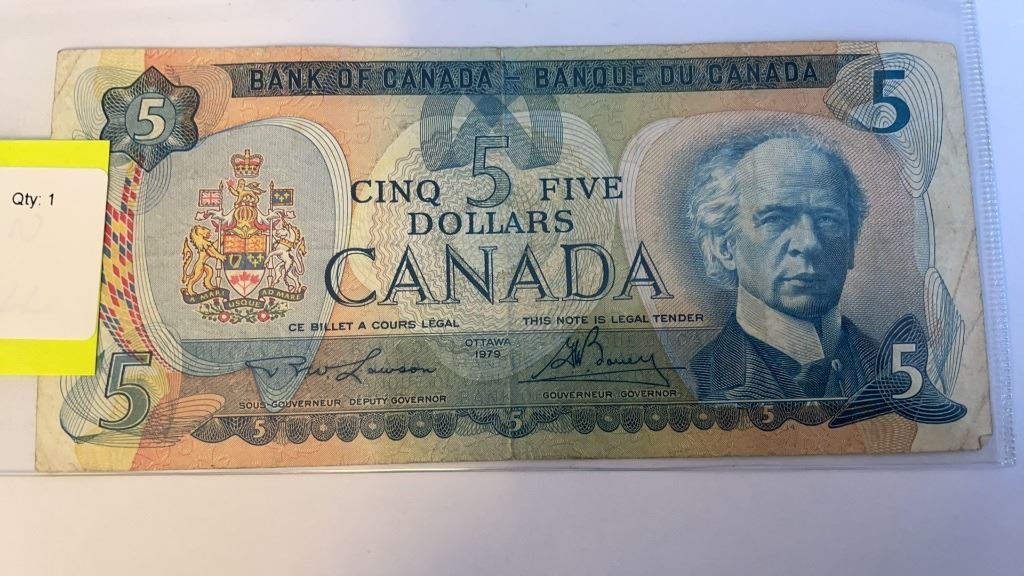 BANK OF CANADA – BANQUE DU CANADA
5
5
Qty: 1
CINQ 5 FIVE
DOLLARS
CANADA
CE BILLET A COURS LÉGAL
THIS NOTE IS LEGAL TENDER
OTTAWA
1979
SOUS-GOUVERNEUR DEPUTY GOVERNOR
GOUVERNEUR GOVERNOR
5
5
5
5
5